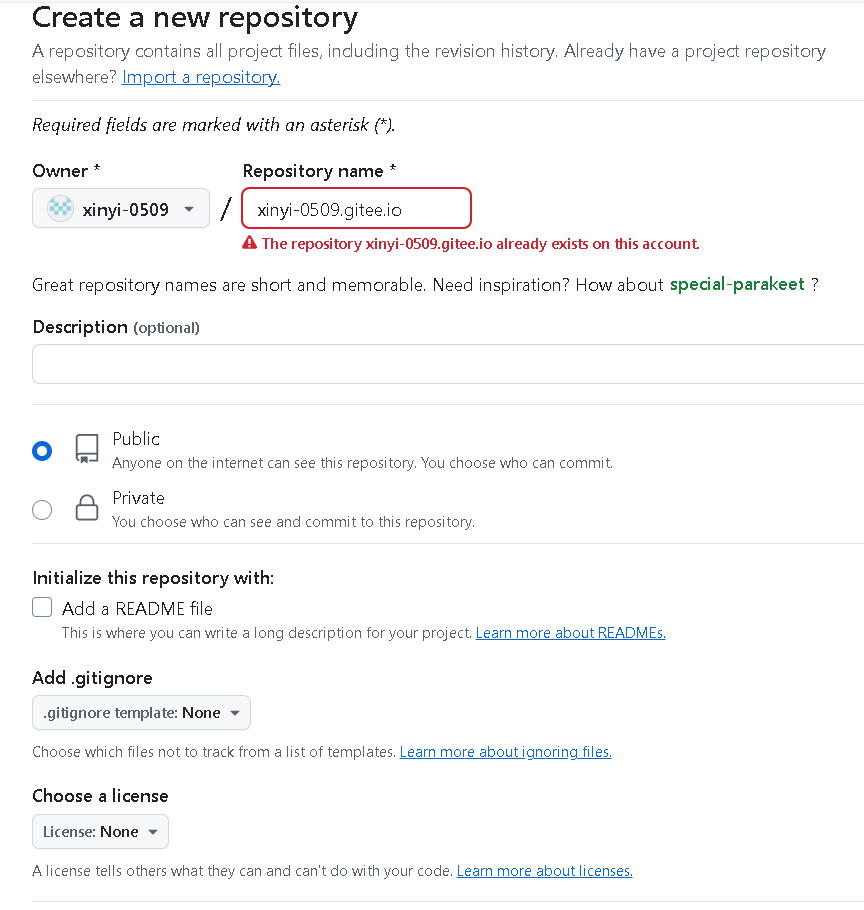 Create a new repository
A repository contains all project files, including the revision history. Already have a project repository
elsewhere? Import a repository.
Required fields are marked with an asterisk (*).
Owner *
Repository name *
xinyi-0509
/
xinyi-0509.gitee.io
The repository xinyi-0509.gitee.io already exists on this account.
Great repository names are short and memorable. Need inspiration? How about special-parakeet ?
Description (optional)
Public
Anyone on the internet can see this repository. You choose who can commit.
Private
You choose who can see and commit to this repository.
Initialize this repository with:
Add a README file
This is where you can write a long description for your project. Learn more about READMEs.
Add .gitignore
.gitignore template: None
Choose which files not to track from a list of templates. Learn more about ignoring files.
Choose a license
License: None
A license tells others what they can and can't do with your code. Learn more about licenses.